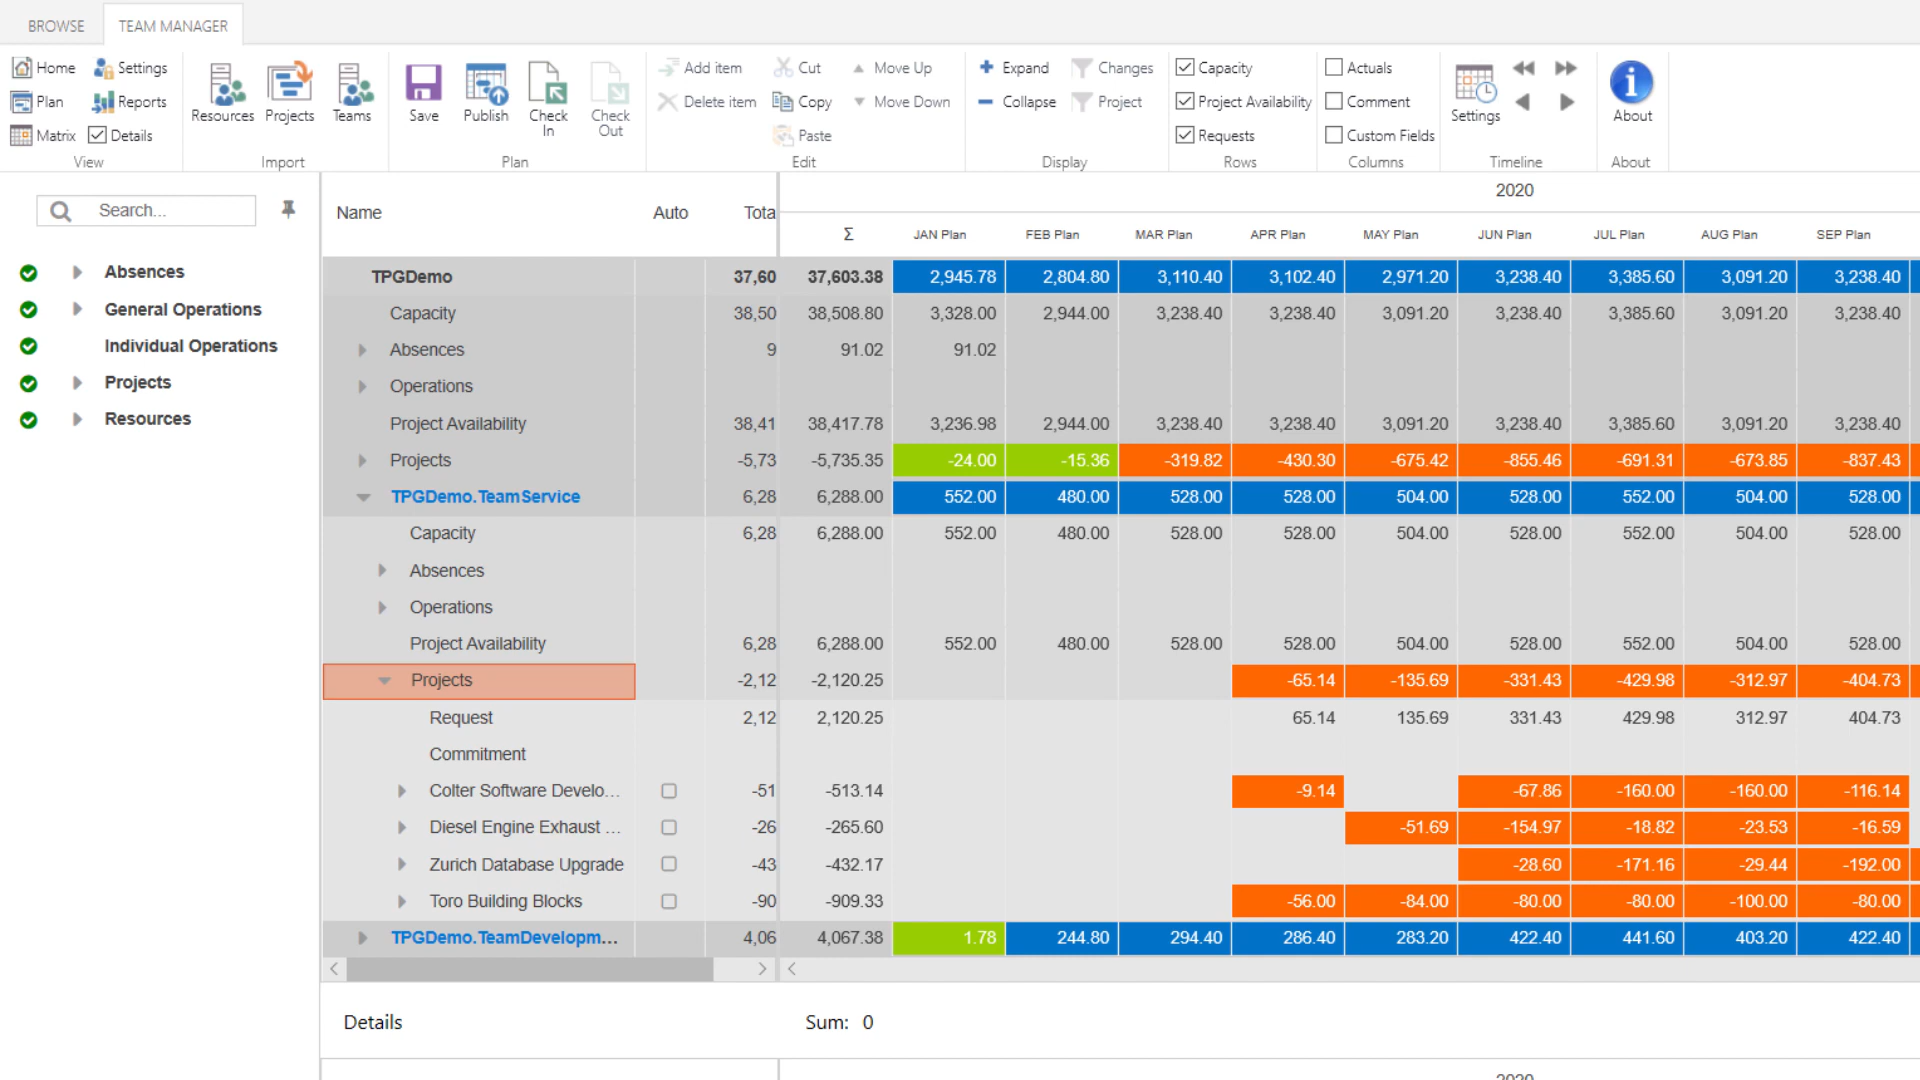 BROWSE TEAM MANAGER
Home Settings Add item Cut Move Up Expand Changes Capacity Actuals
Plan Reports Resources Projects Teams Save Publish Check In Check Out Delete item Copy Move Down Collapse Project Project Availability Comment Settings About
Matrix Details Paste Requests Custom Fields
View Import Plan Edit Display Rows Columns Timeline About
Search...
Absences
General Operations
Individual Operations
Projects
Resources
2020
Name Auto Tota Σ JAN Plan FEB Plan MAR Plan APR Plan MAY Plan JUN Plan JUL Plan AUG Plan SEP Plan
TPGDemo 37,60 37,603.38 2,945.78 2,804.80 3,110.40 3,102.40 2,971.20 3,238.40 3,385.60 3,091.20 3,238.40
Capacity 38,50 38,508.80 3,328.00 2,944.00 3,238.40 3,238.40 3,091.20 3,238.40 3,385.60 3,091.20 3,238.40
Absences 9 91.02 91.02
Operations
Project Availability 38,41 38,417.78 3,236.98 2,944.00 3,238.40 3,238.40 3,091.20 3,238.40 3,385.60 3,091.20 3,238.40
Projects -5,73 -5,735.35 -24.00 -15.36 -319.82 -430.30 -675.42 -855.46 -691.31 -673.85 -837.43
TPGDemo.TeamService 6,28 6,288.00 552.00 480.00 528.00 528.00 504.00 528.00 552.00 504.00 528.00
Capacity 6,28 6,288.00 552.00 480.00 528.00 528.00 504.00 528.00 552.00 504.00 528.00
Absences
Operations
Project Availability 6,28 6,288.00 552.00 480.00 528.00 528.00 504.00 528.00 552.00 504.00 528.00
Projects -2,12 -2,120.25 -65.14 -135.69 -331.43 -429.98 -312.97 -404.73
Request 2,12 2,120.25 65.14 135.69 331.43 429.98 312.97 404.73
Commitment
Colter Software Develo... -51 -513.14 -9.14 -67.86 -160.00 -160.00 -116.14
Diesel Engine Exhaust ... -26 -265.60 -51.69 -154.97 -18.82 -23.53 -16.59
Zurich Database Upgrade -43 -432.17 -28.60 -171.16 -29.44 -192.00
Toro Building Blocks -90 -909.33 -56.00 -84.00 -80.00 -80.00 -100.00 -80.00
TPGDemo.TeamDevelopm... 4,06 4,067.38 1.78 244.80 294.40 286.40 283.20 422.40 441.60 403.20 422.40
Details Sum: 0
2020